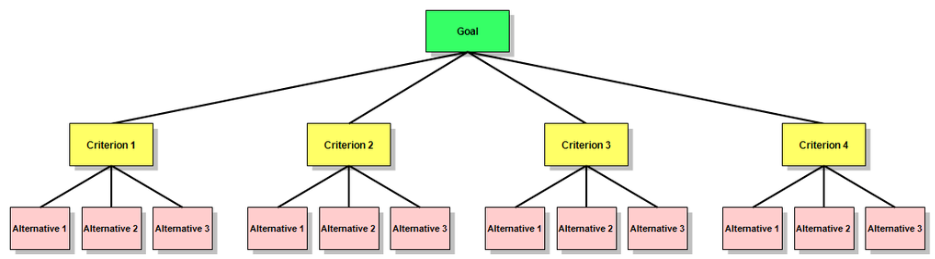 Goal
Criterion 1
Criterion 2
Criterion 3
Criterion 4
Alternative 1
Alternative 2
Alternative 3
Alternative 1
Alternative 2
Alternative 3
Alternative 1
Alternative 2
Alternative 3
Alternative 1
Alternative 2
Alternative 3